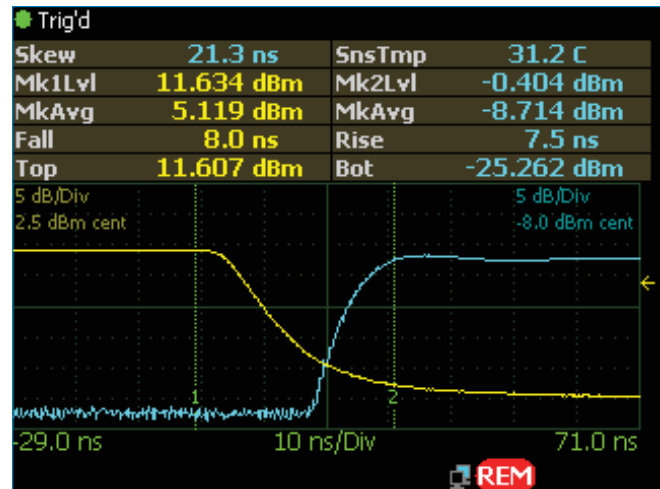 Trig'd
Skew 21.3 ns SnsTmp 31.2 C
Mk1Lvl 11.634 dBm Mk2Lvl -0.404 dBm
MkAvg 5.119 dBm MkAvg -8.714 dBm
Fall 8.0 ns Rise 7.5 ns
Top 11.607 dBm Bot -25.262 dBm
5 dB/Div 5 dB/Div
2.5 dBm cent -8.0 dBm cent
1 2
-29.0 ns 10 ns/Div 71.0 ns
REM